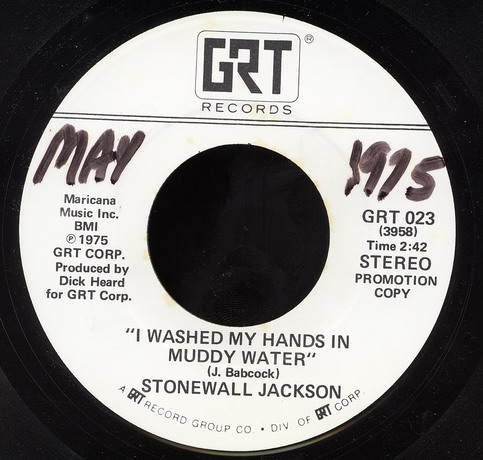 GRT®
RECORDS
MAY
1975
Maricana
Music Inc.
BMI
℗ 1975
GRT CORP.
Produced by
Dick Heard
for GRT Corp.
GRT 023
(3958)
Time 2:42
STEREO
PROMOTION
COPY
"I WASHED MY HANDS IN
MUDDY WATER"
(J. Babcock)
STONEWALL JACKSON
A GRT RECORD GROUP CO. • DIV. OF GRT CORP.